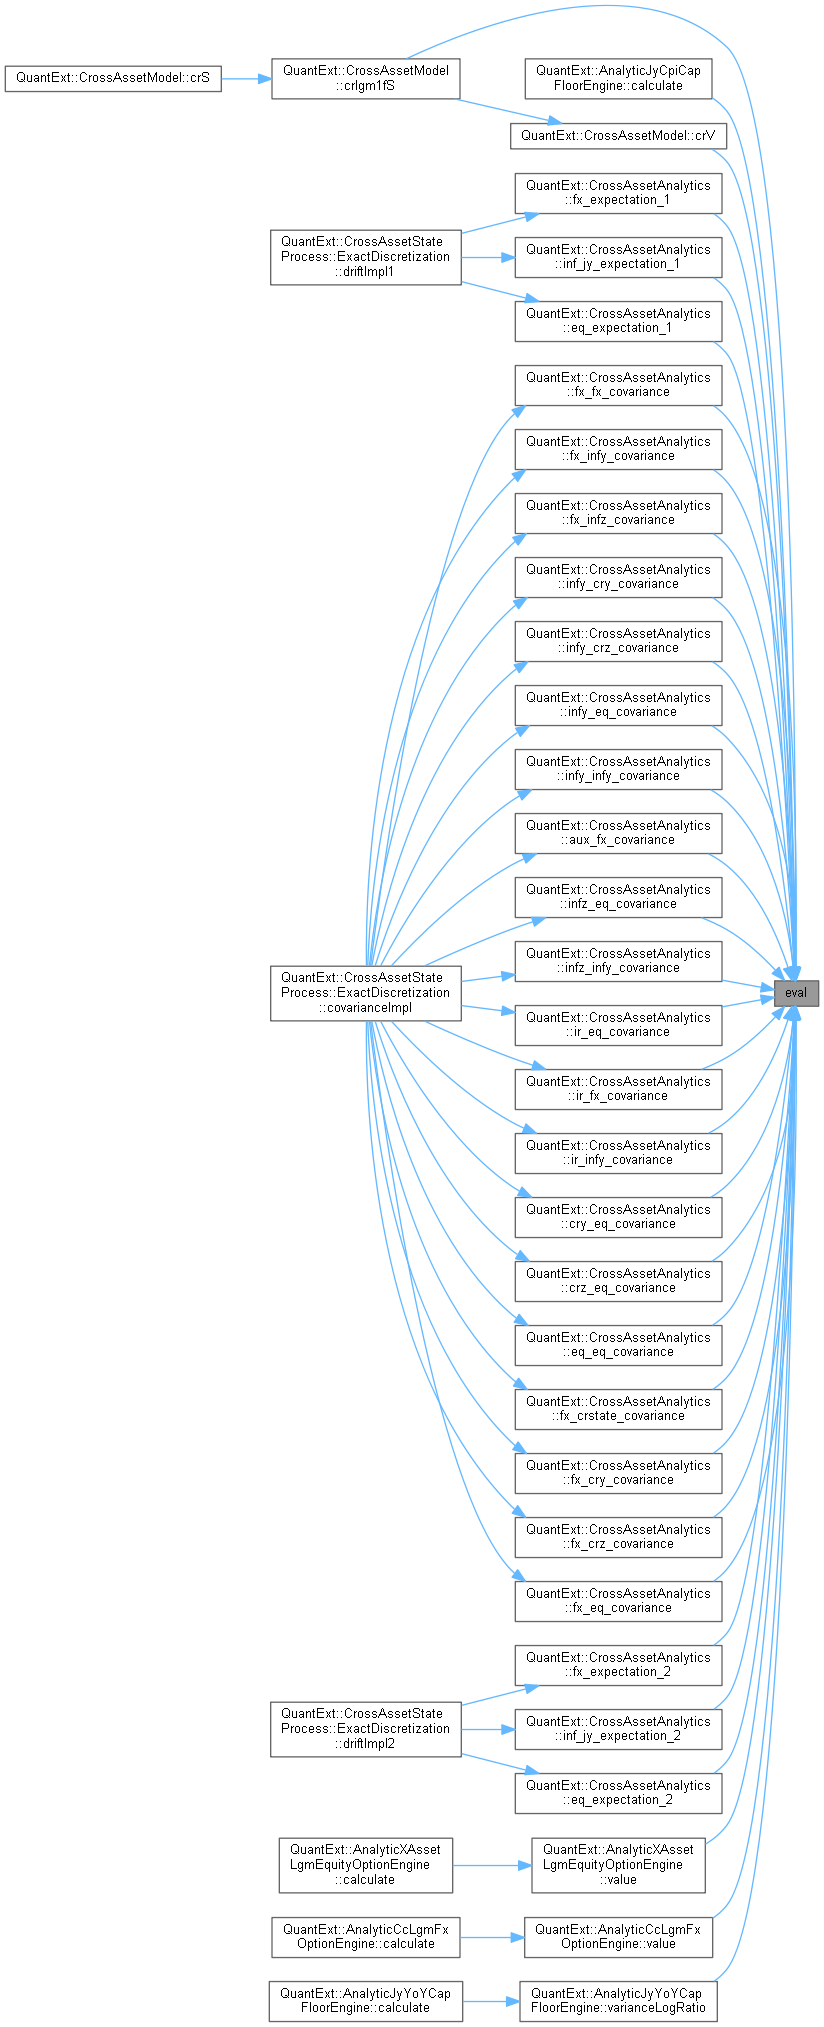 QuantExt::CrossAssetModel::crS
QuantExt::CrossAssetModel
::crlgm1fS
QuantExt::AnalyticJyCpiCap
FloorEngine::calculate
QuantExt::CrossAssetModel::crV
QuantExt::CrossAssetAnalytics
::fx_expectation_1
QuantExt::CrossAssetState
Process::ExactDiscretization
::driftImpl1
QuantExt::CrossAssetAnalytics
::inf_jy_expectation_1
QuantExt::CrossAssetAnalytics
::eq_expectation_1
QuantExt::CrossAssetAnalytics
::fx_fx_covariance
QuantExt::CrossAssetAnalytics
::fx_infy_covariance
QuantExt::CrossAssetAnalytics
::fx_infz_covariance
QuantExt::CrossAssetAnalytics
::infy_cry_covariance
QuantExt::CrossAssetAnalytics
::infy_crz_covariance
QuantExt::CrossAssetAnalytics
::infy_eq_covariance
QuantExt::CrossAssetAnalytics
::infy_infy_covariance
QuantExt::CrossAssetAnalytics
::aux_fx_covariance
QuantExt::CrossAssetAnalytics
::infz_eq_covariance
QuantExt::CrossAssetAnalytics
::infz_infy_covariance
QuantExt::CrossAssetState
Process::ExactDiscretization
::covarianceImpl
eval
QuantExt::CrossAssetAnalytics
::ir_eq_covariance
QuantExt::CrossAssetAnalytics
::ir_fx_covariance
QuantExt::CrossAssetAnalytics
::ir_infy_covariance
QuantExt::CrossAssetAnalytics
::cry_eq_covariance
QuantExt::CrossAssetAnalytics
::crz_eq_covariance
QuantExt::CrossAssetAnalytics
::eq_eq_covariance
QuantExt::CrossAssetAnalytics
::fx_crstate_covariance
QuantExt::CrossAssetAnalytics
::fx_cry_covariance
QuantExt::CrossAssetAnalytics
::fx_crz_covariance
QuantExt::CrossAssetAnalytics
::fx_eq_covariance
QuantExt::CrossAssetAnalytics
::fx_expectation_2
QuantExt::CrossAssetState
Process::ExactDiscretization
::driftImpl2
QuantExt::CrossAssetAnalytics
::inf_jy_expectation_2
QuantExt::CrossAssetAnalytics
::eq_expectation_2
QuantExt::AnalyticXAsset
LgmEquityOptionEngine
::calculate
QuantExt::AnalyticXAsset
LgmEquityOptionEngine
::value
QuantExt::AnalyticCcLgmFx
OptionEngine::calculate
QuantExt::AnalyticCcLgmFx
OptionEngine::value
QuantExt::AnalyticJyYoYCap
FloorEngine::calculate
QuantExt::AnalyticJyYoYCap
FloorEngine::varianceLogRatio